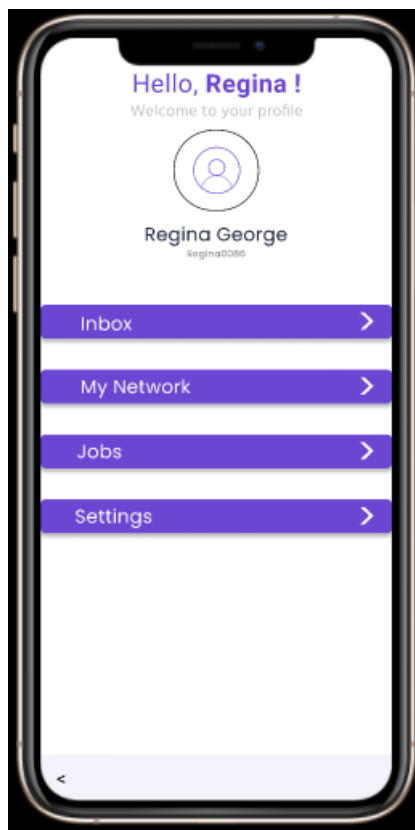 Hello, Regina !
Welcome to your profile
Regina George
Regina0086
Inbox >
My Network >
Jobs >
Settings >
<